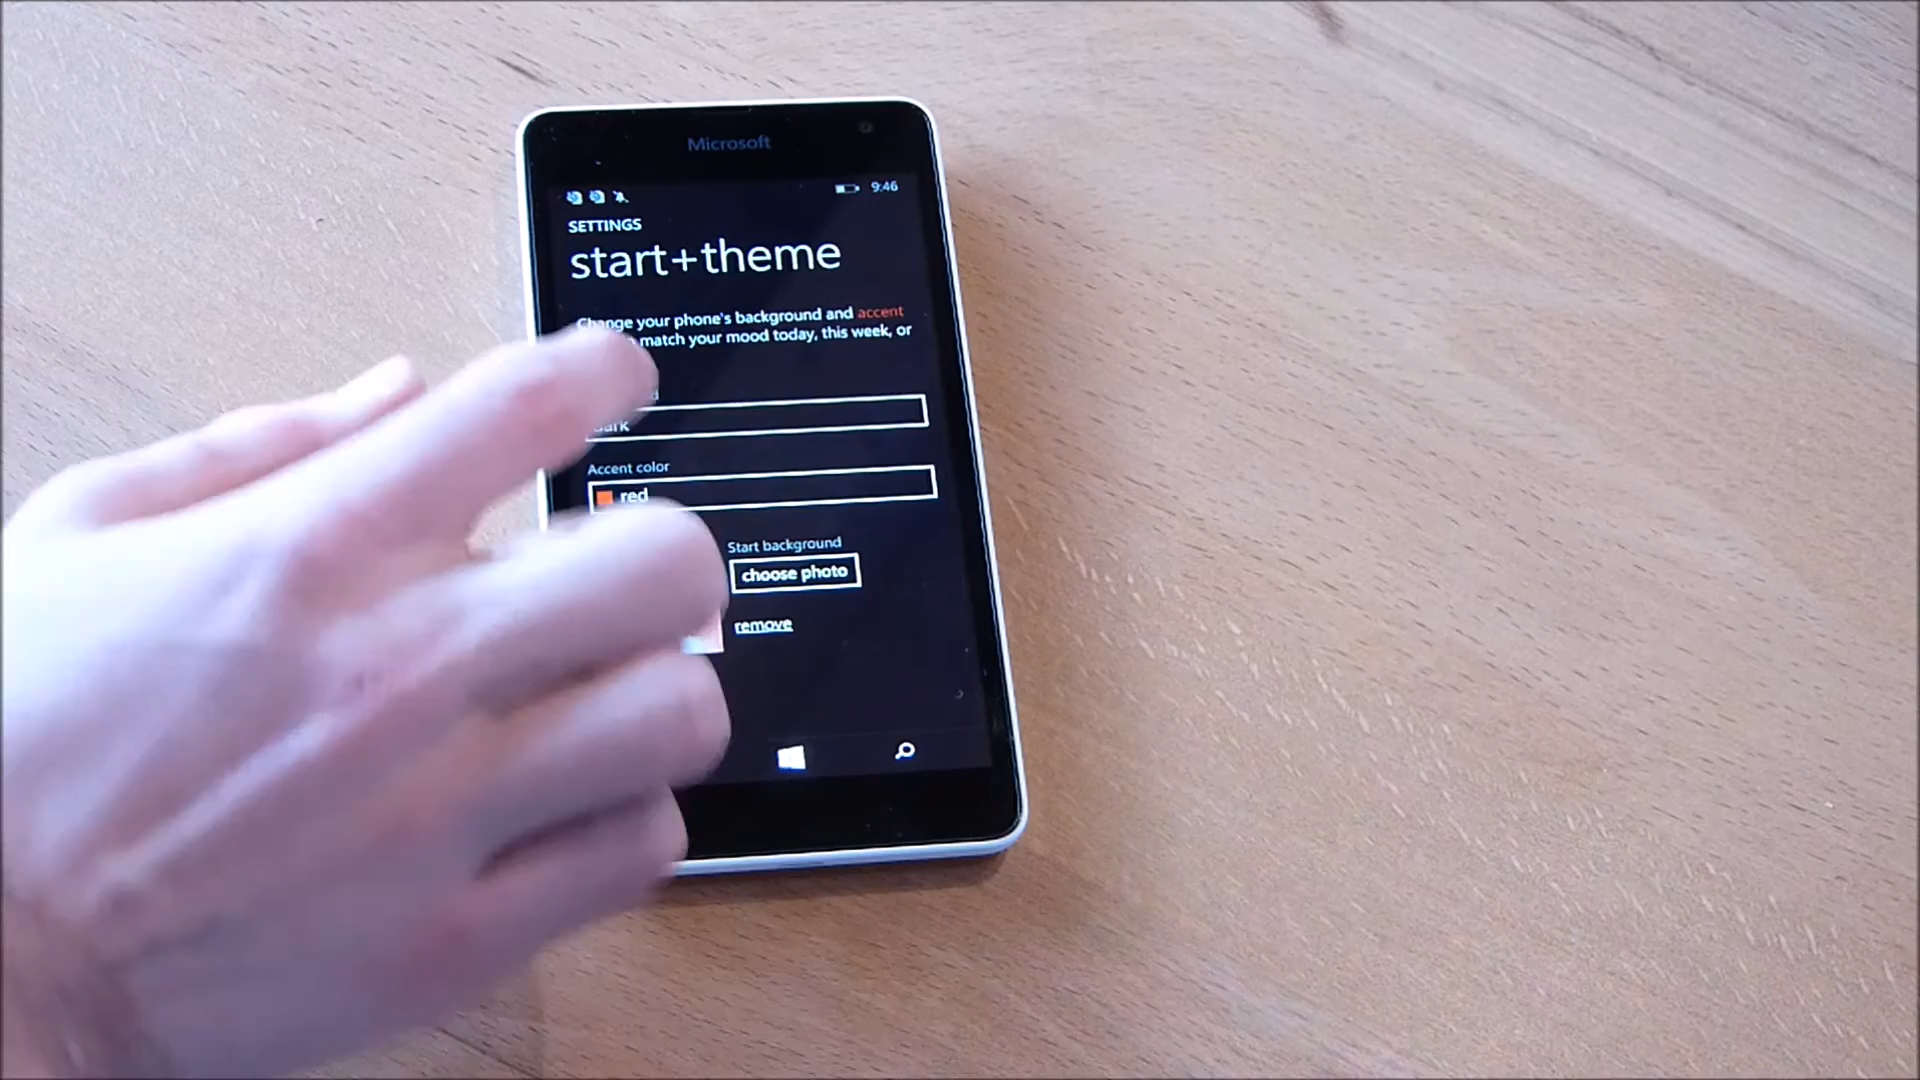 Microsoft
9:46
SETTINGS
start+theme
Change your phone's background and accent
match your mood today, this week, or
dark
Accent color
red
Start background
choose photo
remove